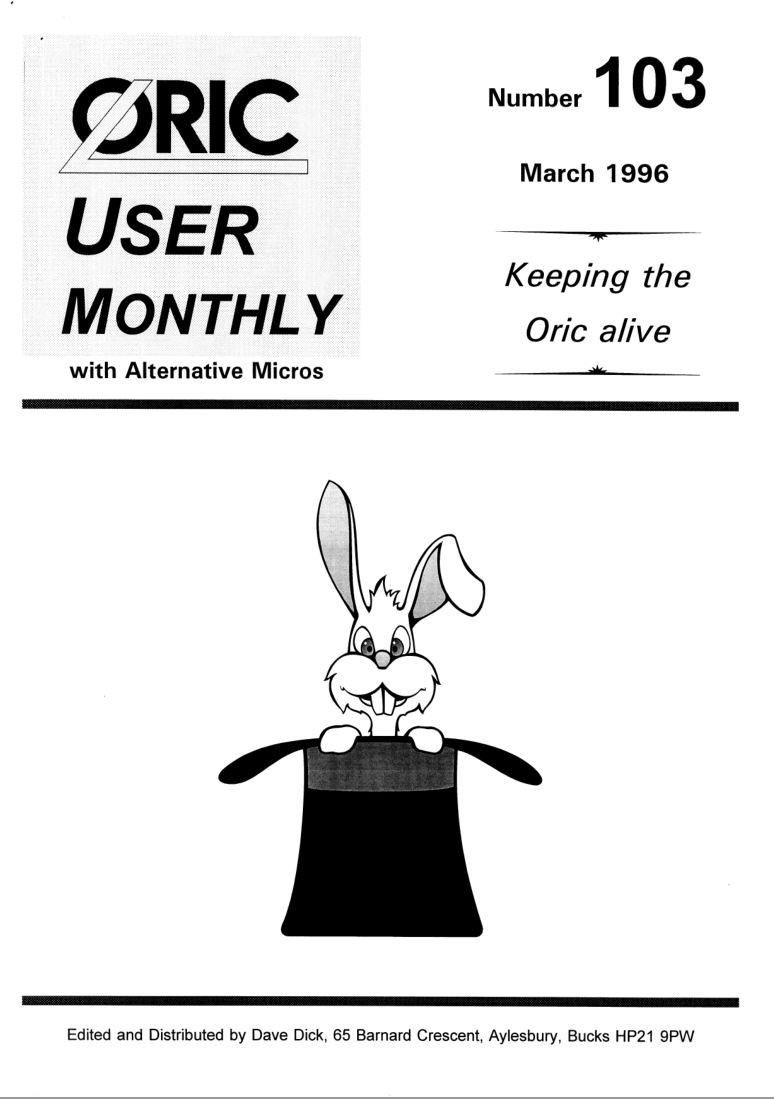 ORIC
USER
MONTHLY
with Alternative Micros
Number 103
March 1996
Keeping the
Oric alive
Edited and Distributed by Dave Dick, 65 Barnard Crescent, Aylesbury, Bucks HP21 9PW